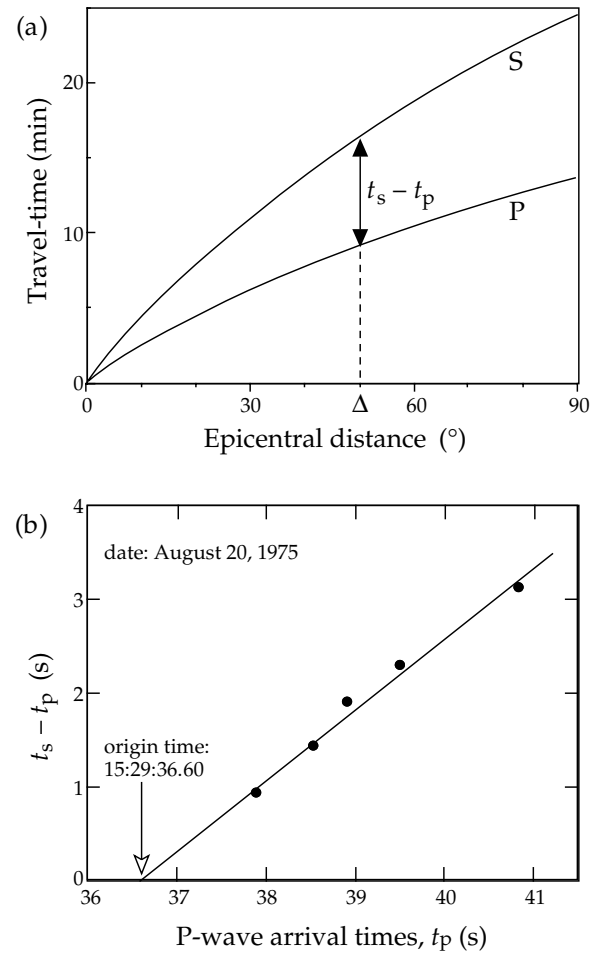 (a)
20
10
0
Travel-time (min)
S
t_s – t_p
P
0
30
Δ
60
90
Epicentral distance (°)
(b)
4
3
2
1
0
t_s – t_p (s)
date: August 20, 1975
origin time:
15:29:36.60
36
37
38
39
40
41
P-wave arrival times, t_p (s)